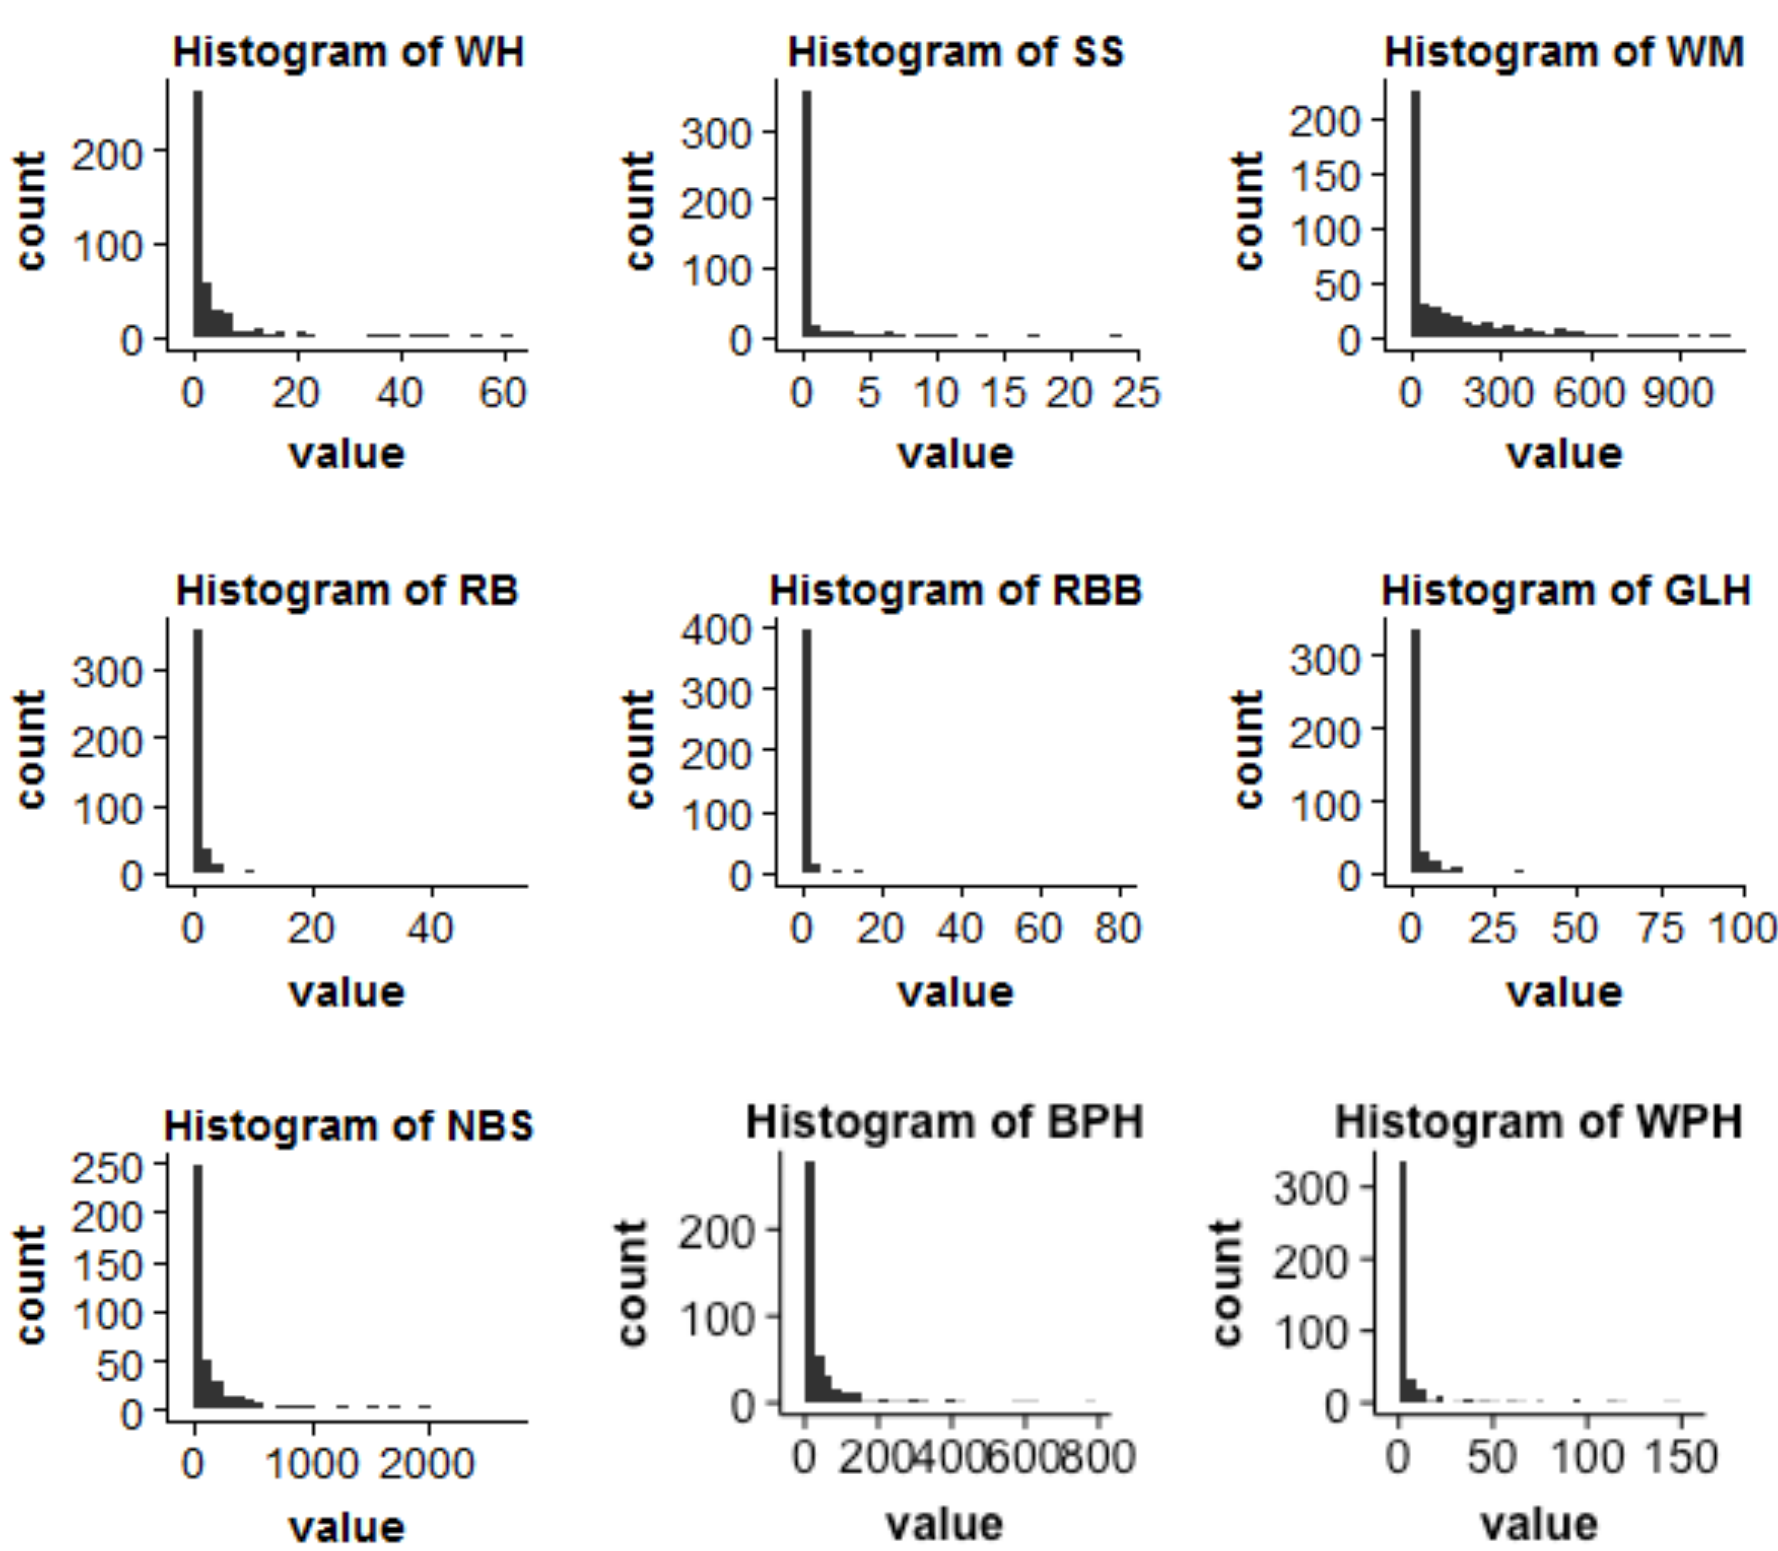 Histogram of WH
count
200
100
0
0 20 40 60
value
Histogram of SS
count
300
200
100
0
0 5 10 15 20 25
value
Histogram of WM
count
200
150
100
50
0
0 300 600 900
value
Histogram of RB
count
300
200
100
0
0 20 40
value
Histogram of RBB
count
400
300
200
100
0
0 20 40 60 80
value
Histogram of GLH
count
300
200
100
0
0 25 50 75 100
value
Histogram of NBS
count
250
200
150
100
50
0
0 1000 2000
value
Histogram of BPH
count
200
100
0
0 200 400 600 800
value
Histogram of WPH
count
300
200
100
0
0 50 100 150
value